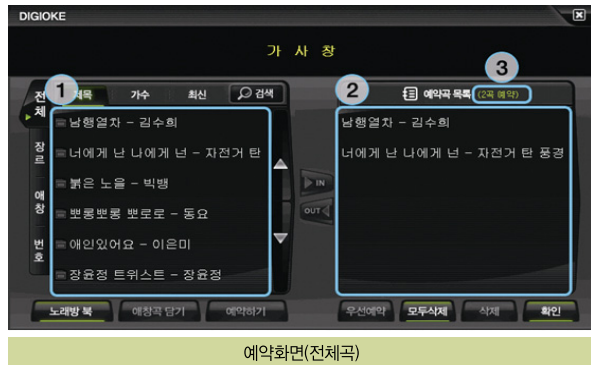 DIGIOKE
가 사 창
전체
장르
애창
번호
1
제목 가수 최신 검색
남행열차 - 김수희
너에게 난 나에게 넌 - 자전거 탄
붉은 노을 - 빅뱅
뽀롱뽀롱 뽀로로 - 동요
애인있어요 - 이은미
장윤정 트위스트 - 장윤정
IN
OUT
2
3
예약곡 목록 (2곡 예약)
남행열차 - 김수희
너에게 난 나에게 넌 - 자전거 탄 풍경
노래방 북 애창곡 담기 예약하기
우선예약 모두삭제 삭제 확인
예약화면(전체곡)